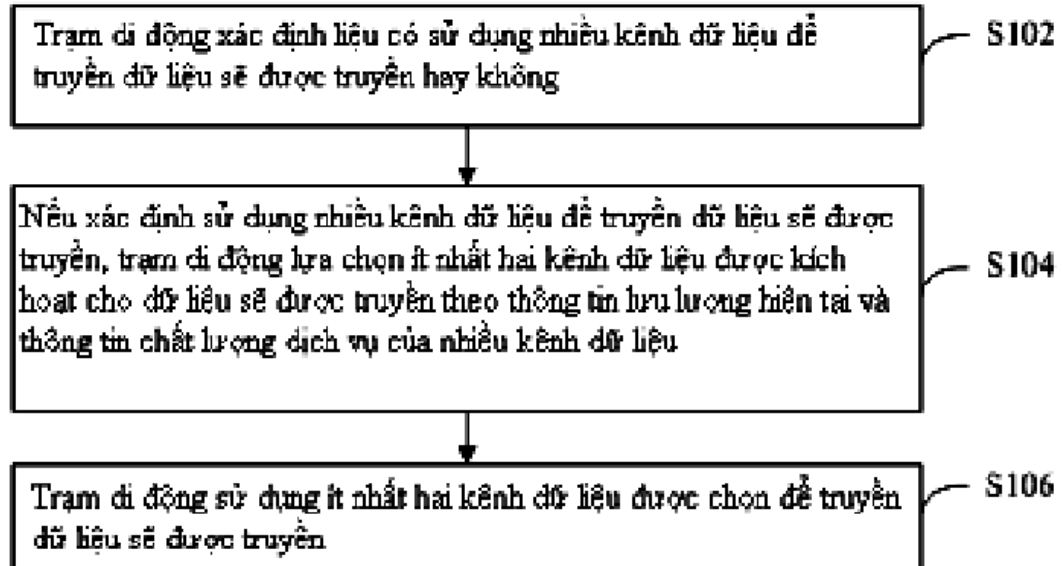 Trạm di động xác định liệu có sử dụng nhiều kênh dữ liệu để
truyền dữ liệu sẽ được truyền hay không
S102
Nếu xác định sử dụng nhiều kênh dữ liệu để truyền dữ liệu sẽ được
truyền, trạm di động lựa chọn ít nhất hai kênh dữ liệu được kích
hoạt cho dữ liệu sẽ được truyền theo thông tin lưu lượng hiện tại và
thông tin chất lượng dịch vụ của nhiều kênh dữ liệu
S104
Trạm di động sử dụng ít nhất hai kênh dữ liệu được chọn để truyền
dữ liệu sẽ được truyền
S106